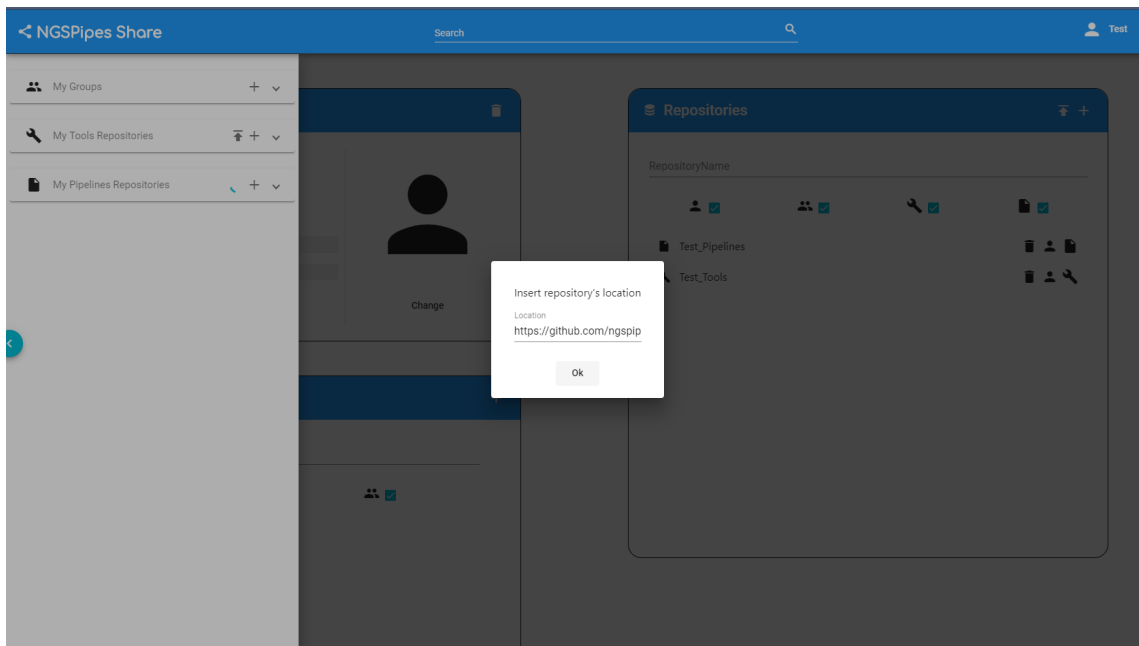 NGSPipes Share
Search
Test
My Groups
My Tools Repositories
My Pipelines Repositories
Change
Repositories
RepositoryName
Test_Pipelines
Test_Tools
Insert repository's location
Location
https://github.com/ngspip
Ok